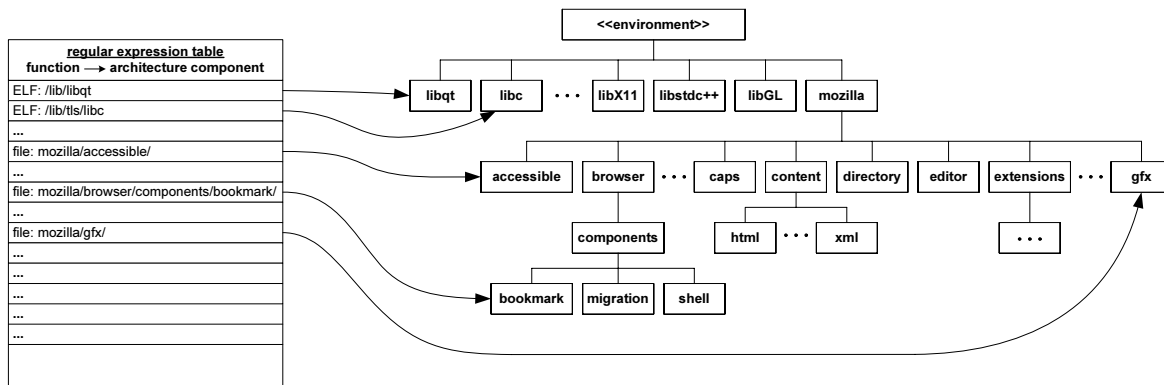 regular expression table
function → architecture component
ELF: /lib/libqt
ELF: /lib/tls/libc
...
file: mozilla/accessible/
...
file: mozilla/browser/components/bookmark/
...
file: mozilla/gfx/
...
...
...
...
...
<<environment>>
libqt libc ... libX11 libstdc++ libGL mozilla
accessible browser ... caps content directory editor extensions ... gfx
components html ... xml ...
bookmark migration shell